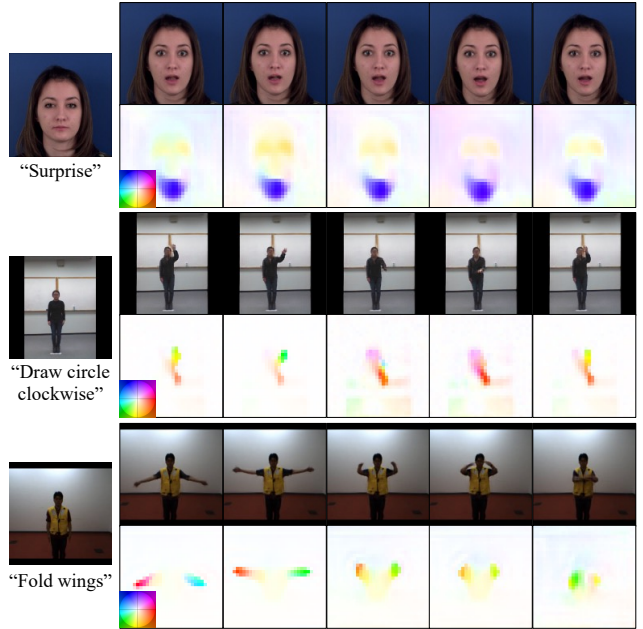 “Surprise”
“Draw circle
clockwise”
“Fold wings”